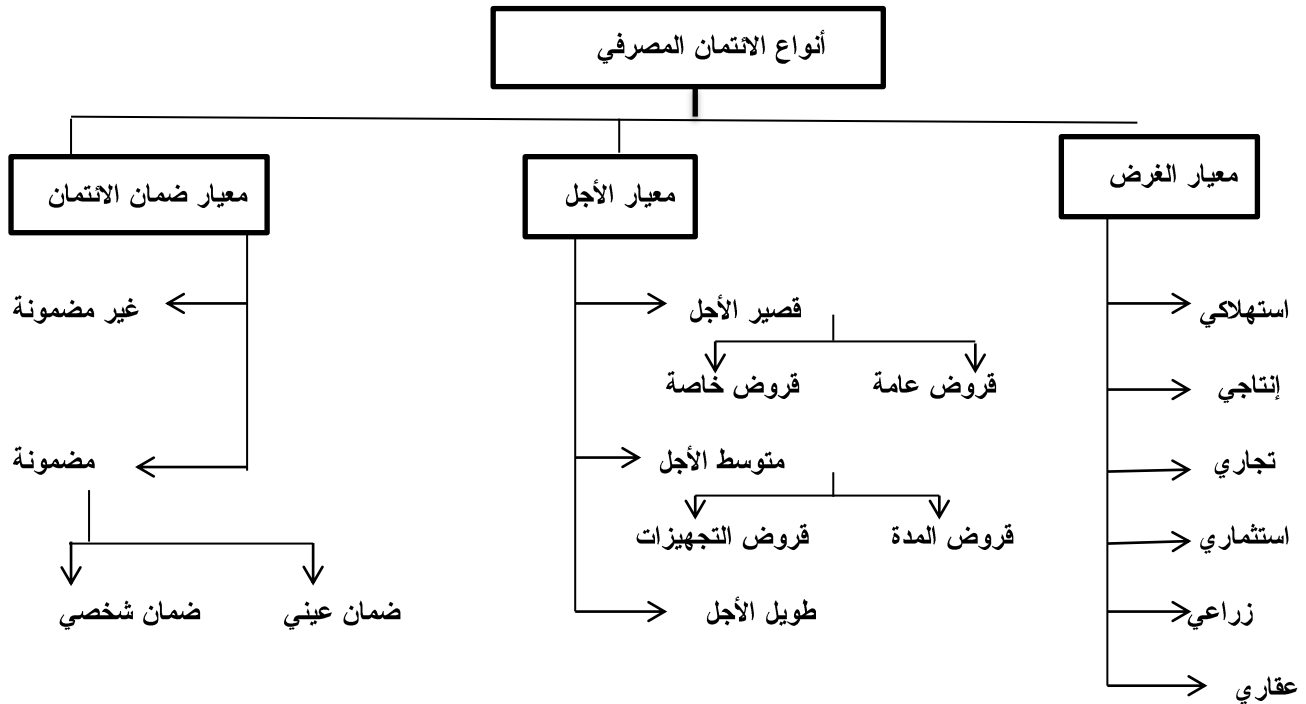 أنواع الائتمان المصرفي
معيار الغرض
معيار الأجل
معيار ضمان الائتمان
استهلاكي
قصير الأجل
غير مضمونة
إنتاجي
قروض عامة
قروض خاصة
تجاري
متوسط الأجل
مضمونة
استثماري
قروض المدة
قروض التجهيزات
زراعي
طويل الأجل
ضمان عيني
ضمان شخصي
عقاري